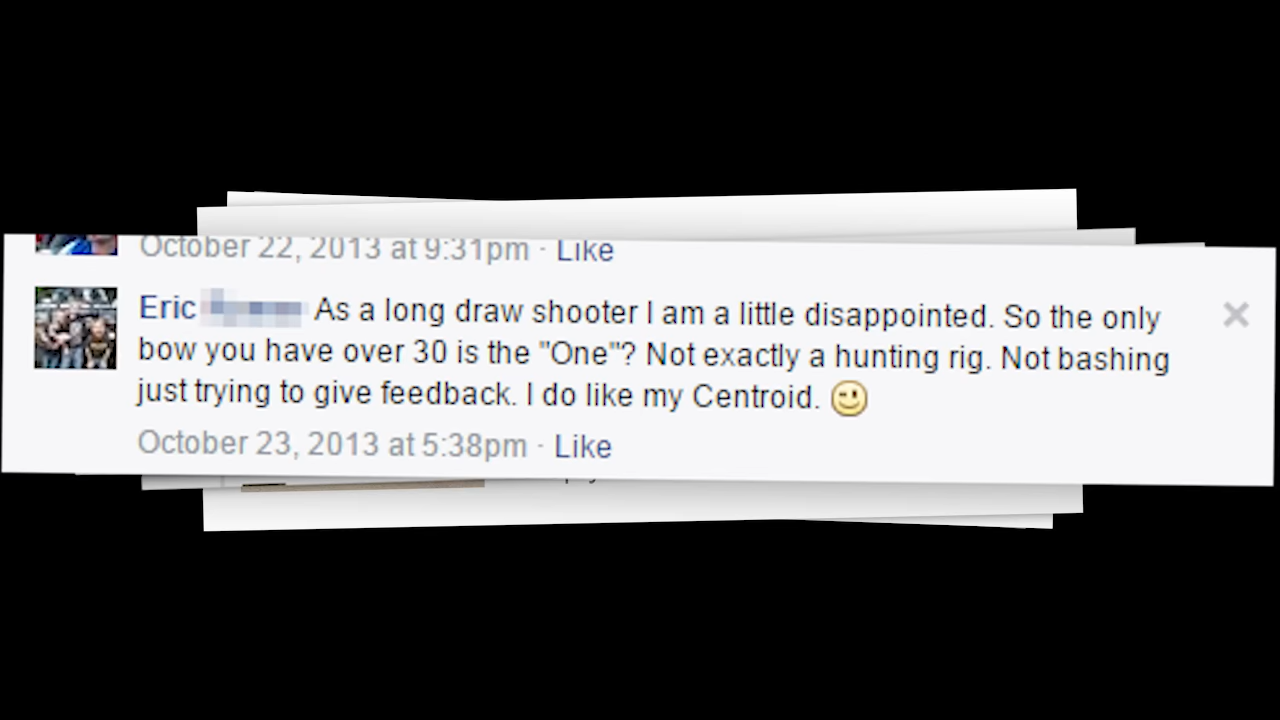 October 22, 2013 at 9:31pm · Like
Eric As a long draw shooter I am a little disappointed. So the only
bow you have over 30 is the "One"? Not exactly a hunting rig. Not bashing
just trying to give feedback. I do like my Centroid.
October 23, 2013 at 5:38pm · Like